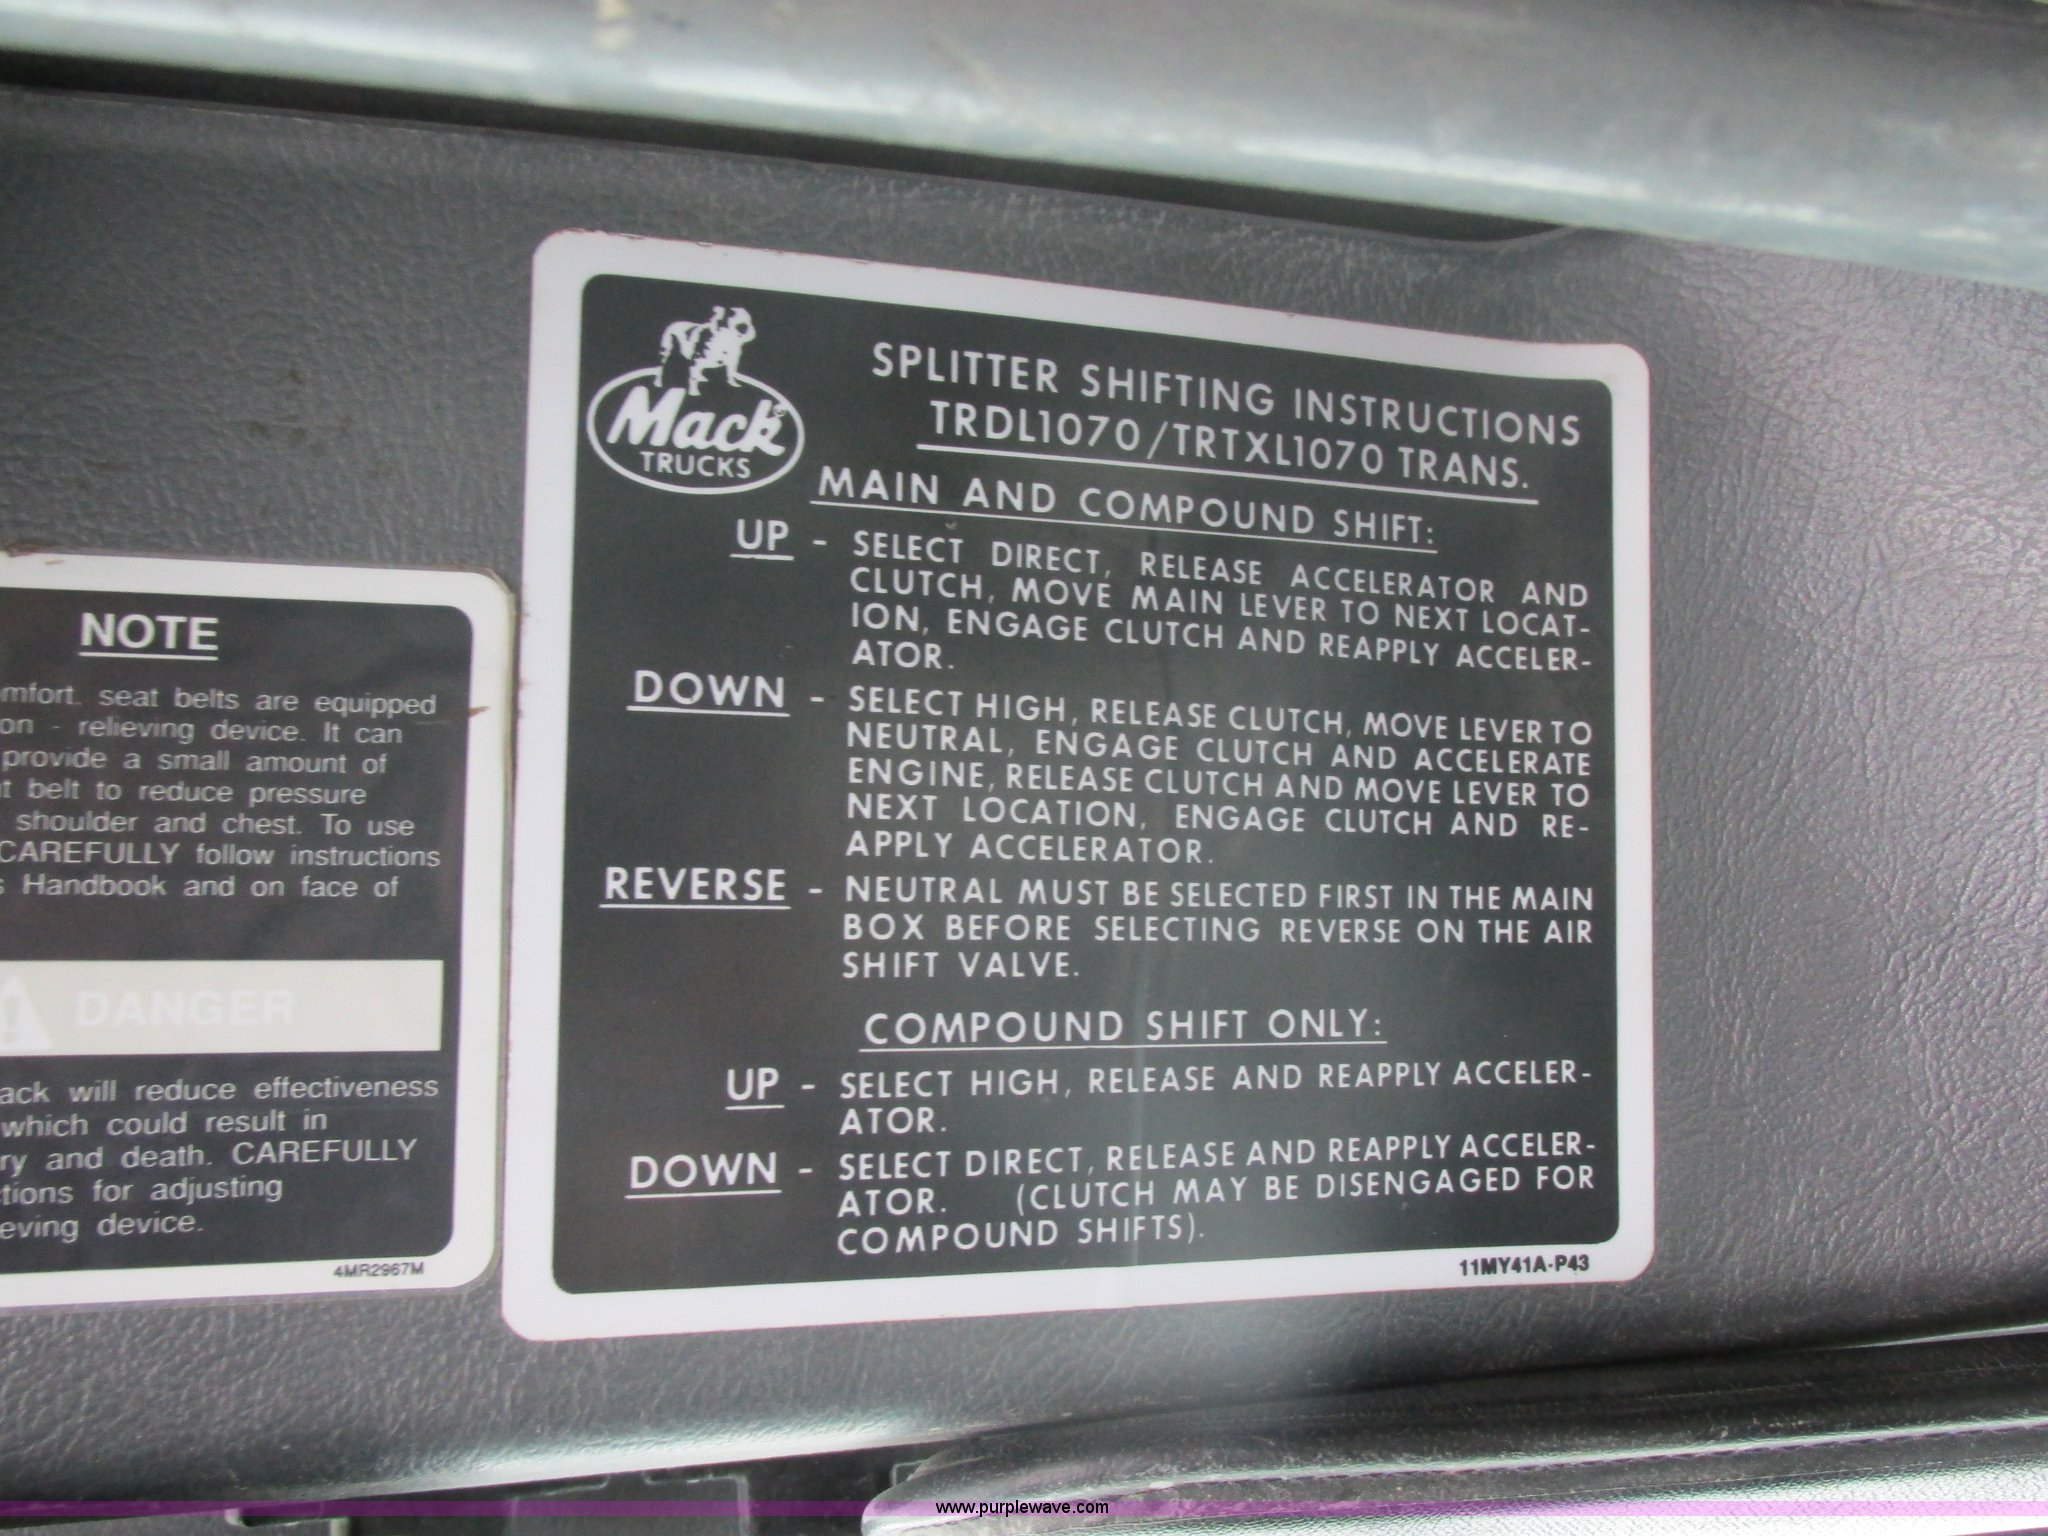 NOTE
omfort. seat belts are equipped
on - relieving device. It can
provide a small amount of
t belt to reduce pressure
shoulder and chest. To use
CAREFULLY follow instructions
s Handbook and on face of
DANGER
ack will reduce effectiveness
which could result in
ry and death. CAREFULLY
tions for adjusting
eving device.
4MR2967M
Mack
TRUCKS
SPLITTER SHIFTING INSTRUCTIONS
TRDL1070/TRTXL1070 TRANS.
MAIN AND COMPOUND SHIFT:
UP - SELECT DIRECT, RELEASE ACCELERATOR AND
CLUTCH, MOVE MAIN LEVER TO NEXT LOCAT-
ION, ENGAGE CLUTCH AND REAPPLY ACCELER-
ATOR.
DOWN - SELECT HIGH, RELEASE CLUTCH, MOVE LEVER TO
NEUTRAL, ENGAGE CLUTCH AND ACCELERATE
ENGINE, RELEASE CLUTCH AND MOVE LEVER TO
NEXT LOCATION, ENGAGE CLUTCH AND RE-
APPLY ACCELERATOR.
REVERSE - NEUTRAL MUST BE SELECTED FIRST IN THE MAIN
BOX BEFORE SELECTING REVERSE ON THE AIR
SHIFT VALVE.
COMPOUND SHIFT ONLY:
UP - SELECT HIGH, RELEASE AND REAPPLY ACCELER-
ATOR.
DOWN - SELECT DIRECT, RELEASE AND REAPPLY ACCELER-
ATOR. (CLUTCH MAY BE DISENGAGED FOR
COMPOUND SHIFTS).
11MY41A-P43
www.purplewave.com